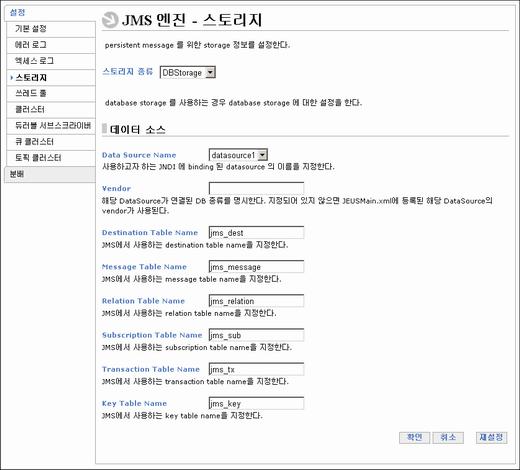 설정
기본 설정
에러 로그
엑세스 로그
스토리지
쓰레드 풀
클러스터
듀러블 서브스크라이버
큐 클러스터
토픽 클러스터
분배
JMS 엔진 - 스토리지
persistent message 를 위한 storage 정보를 설정한다.
스토리지 종류 DBStorage
database storage 를 사용하는 경우 database storage 에 대한 설정을 한다.
데이터 소스
Data Source Name datasource1
사용하고자 하는 JNDI 에 binding 된 datasource 의 이름을 지정한다.
Vendor
해당 DataSource가 연결된 DB 종류를 명시한다. 지정되어 있지 않으면 JEUSMain.xml에 등록된 해당 DataSource의
vendor가 사용된다.
Destination Table Name jms_dest
JMS에서 사용하는 destination table name을 지정한다.
Message Table Name jms_message
JMS에서 사용하는 message table name을 지정한다.
Relation Table Name jms_relation
JMS에서 사용하는 relation table name을 지정한다.
Subscription Table Name jms_sub
JMS에서 사용하는 subscription table name을 지정한다.
Transaction Table Name jms_tx
JMS에서 사용하는 transaction table name을 지정한다.
Key Table Name jms_key
JMS에서 사용하는 key table name을 지정한다.
확인 취소 재설정